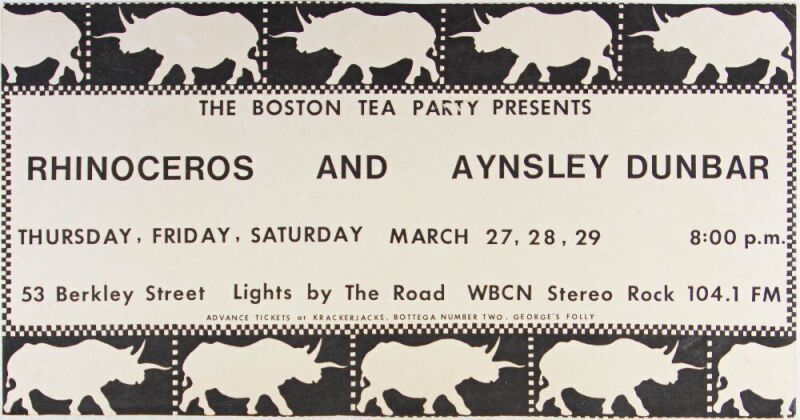 THE BOSTON TEA PARTY PRESENTS
RHINOCEROS AND AYNSLEY DUNBAR
THURSDAY, FRIDAY, SATURDAY MARCH 27, 28, 29 8:00 p.m.
53 Berkley Street Lights by The Road WBCN Stereo Rock 104.1 FM
ADVANCE TICKETS at KRACKERJACKS, BOTTEGA NUMBER TWO, GEORGE'S FOLLY